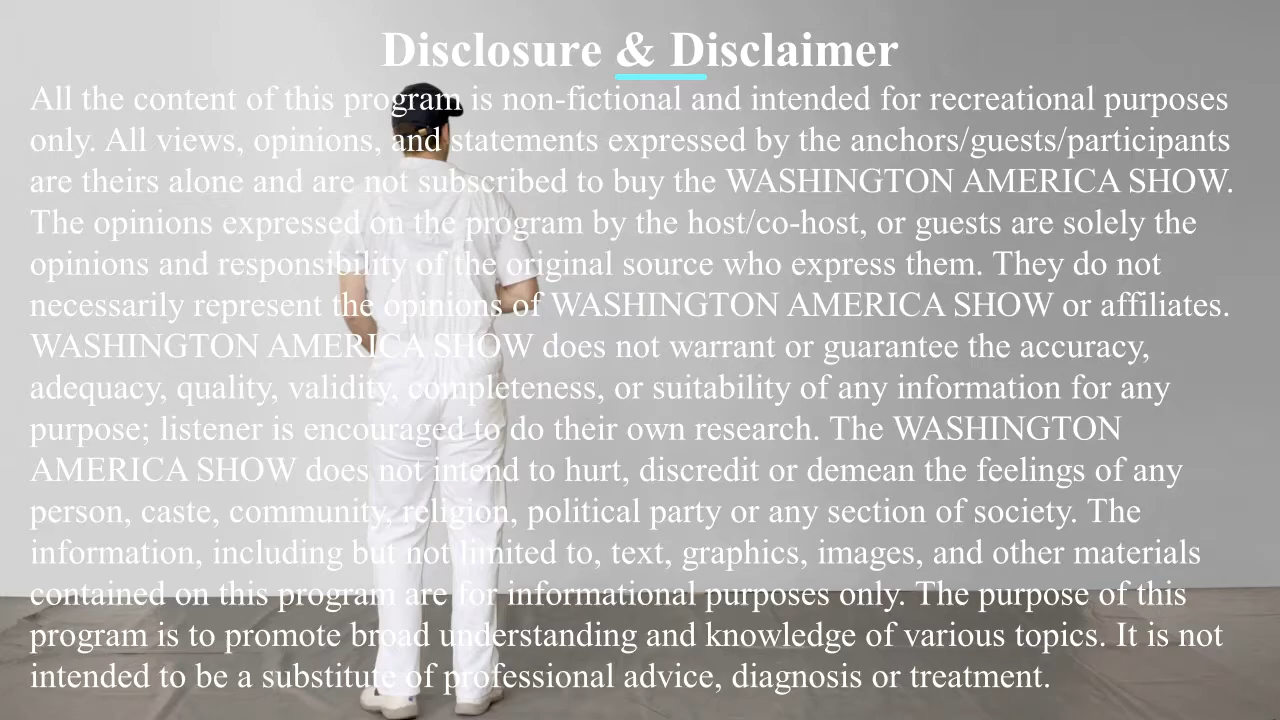 Disclosure & Disclaimer
All the content of this program is non-fictional and intended for recreational purposes
only. All views, opinions, and statements expressed by the anchors/guests/participants
are theirs alone and are not subscribed to buy the WASHINGTON AMERICA SHOW.
The opinions expressed on the program by the host/co-host, or guests are solely the
opinions and responsibility of the original source who express them. They do not
necessarily represent the opinions of WASHINGTON AMERICA SHOW or affiliates.
WASHINGTON AMERICA SHOW does not warrant or guarantee the accuracy,
adequacy, quality, validity, completeness, or suitability of any information for any
purpose; listener is encouraged to do their own research. The WASHINGTON
AMERICA SHOW does not intend to hurt, discredit or demean the feelings of any
person, caste, community, religion, political party or any section of society. The
information, including but not limited to, text, graphics, images, and other materials
contained on this program are for informational purposes only. The purpose of this
program is to promote broad understanding and knowledge of various topics. It is not
intended to be a substitute of professional advice, diagnosis or treatment.